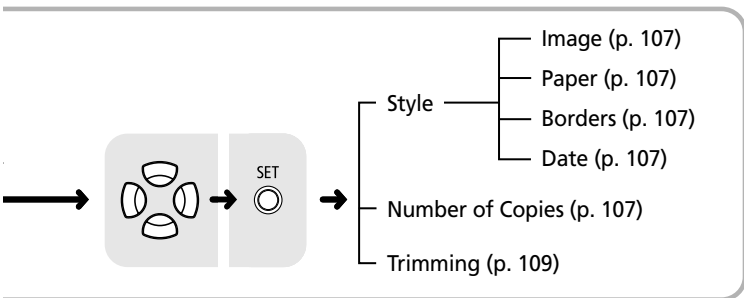 Image (p. 107)
Paper (p. 107)
Style
Borders (p. 107)
Date (p. 107)
SET
Number of Copies (p. 107)
Trimming (p. 109)